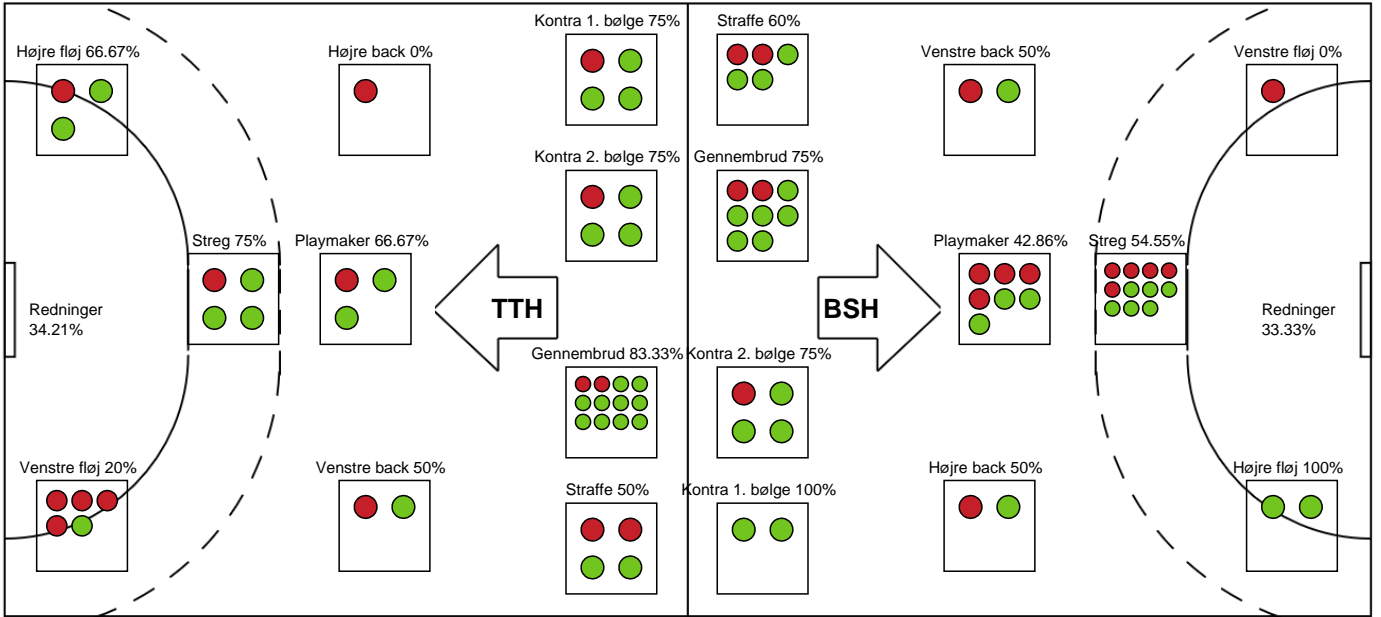 Kontra 1. bølge 75%
Straffe 60%
Højre fløj 66.67%
Højre back 0%
Venstre back 50%
Venstre fløj 0%
Kontra 2. bølge 75%
Gennembrud 75%
Streg 75%
Playmaker 66.67%
Playmaker 42.86%
Streg 54.55%
Redninger
34.21%
TTH
BSH
Redninger
33.33%
Gennembrud 83.33%
Kontra 2. bølge 75%
Venstre fløj 20%
Venstre back 50%
Højre back 50%
Højre fløj 100%
Straffe 50%
Kontra 1. bølge 100%